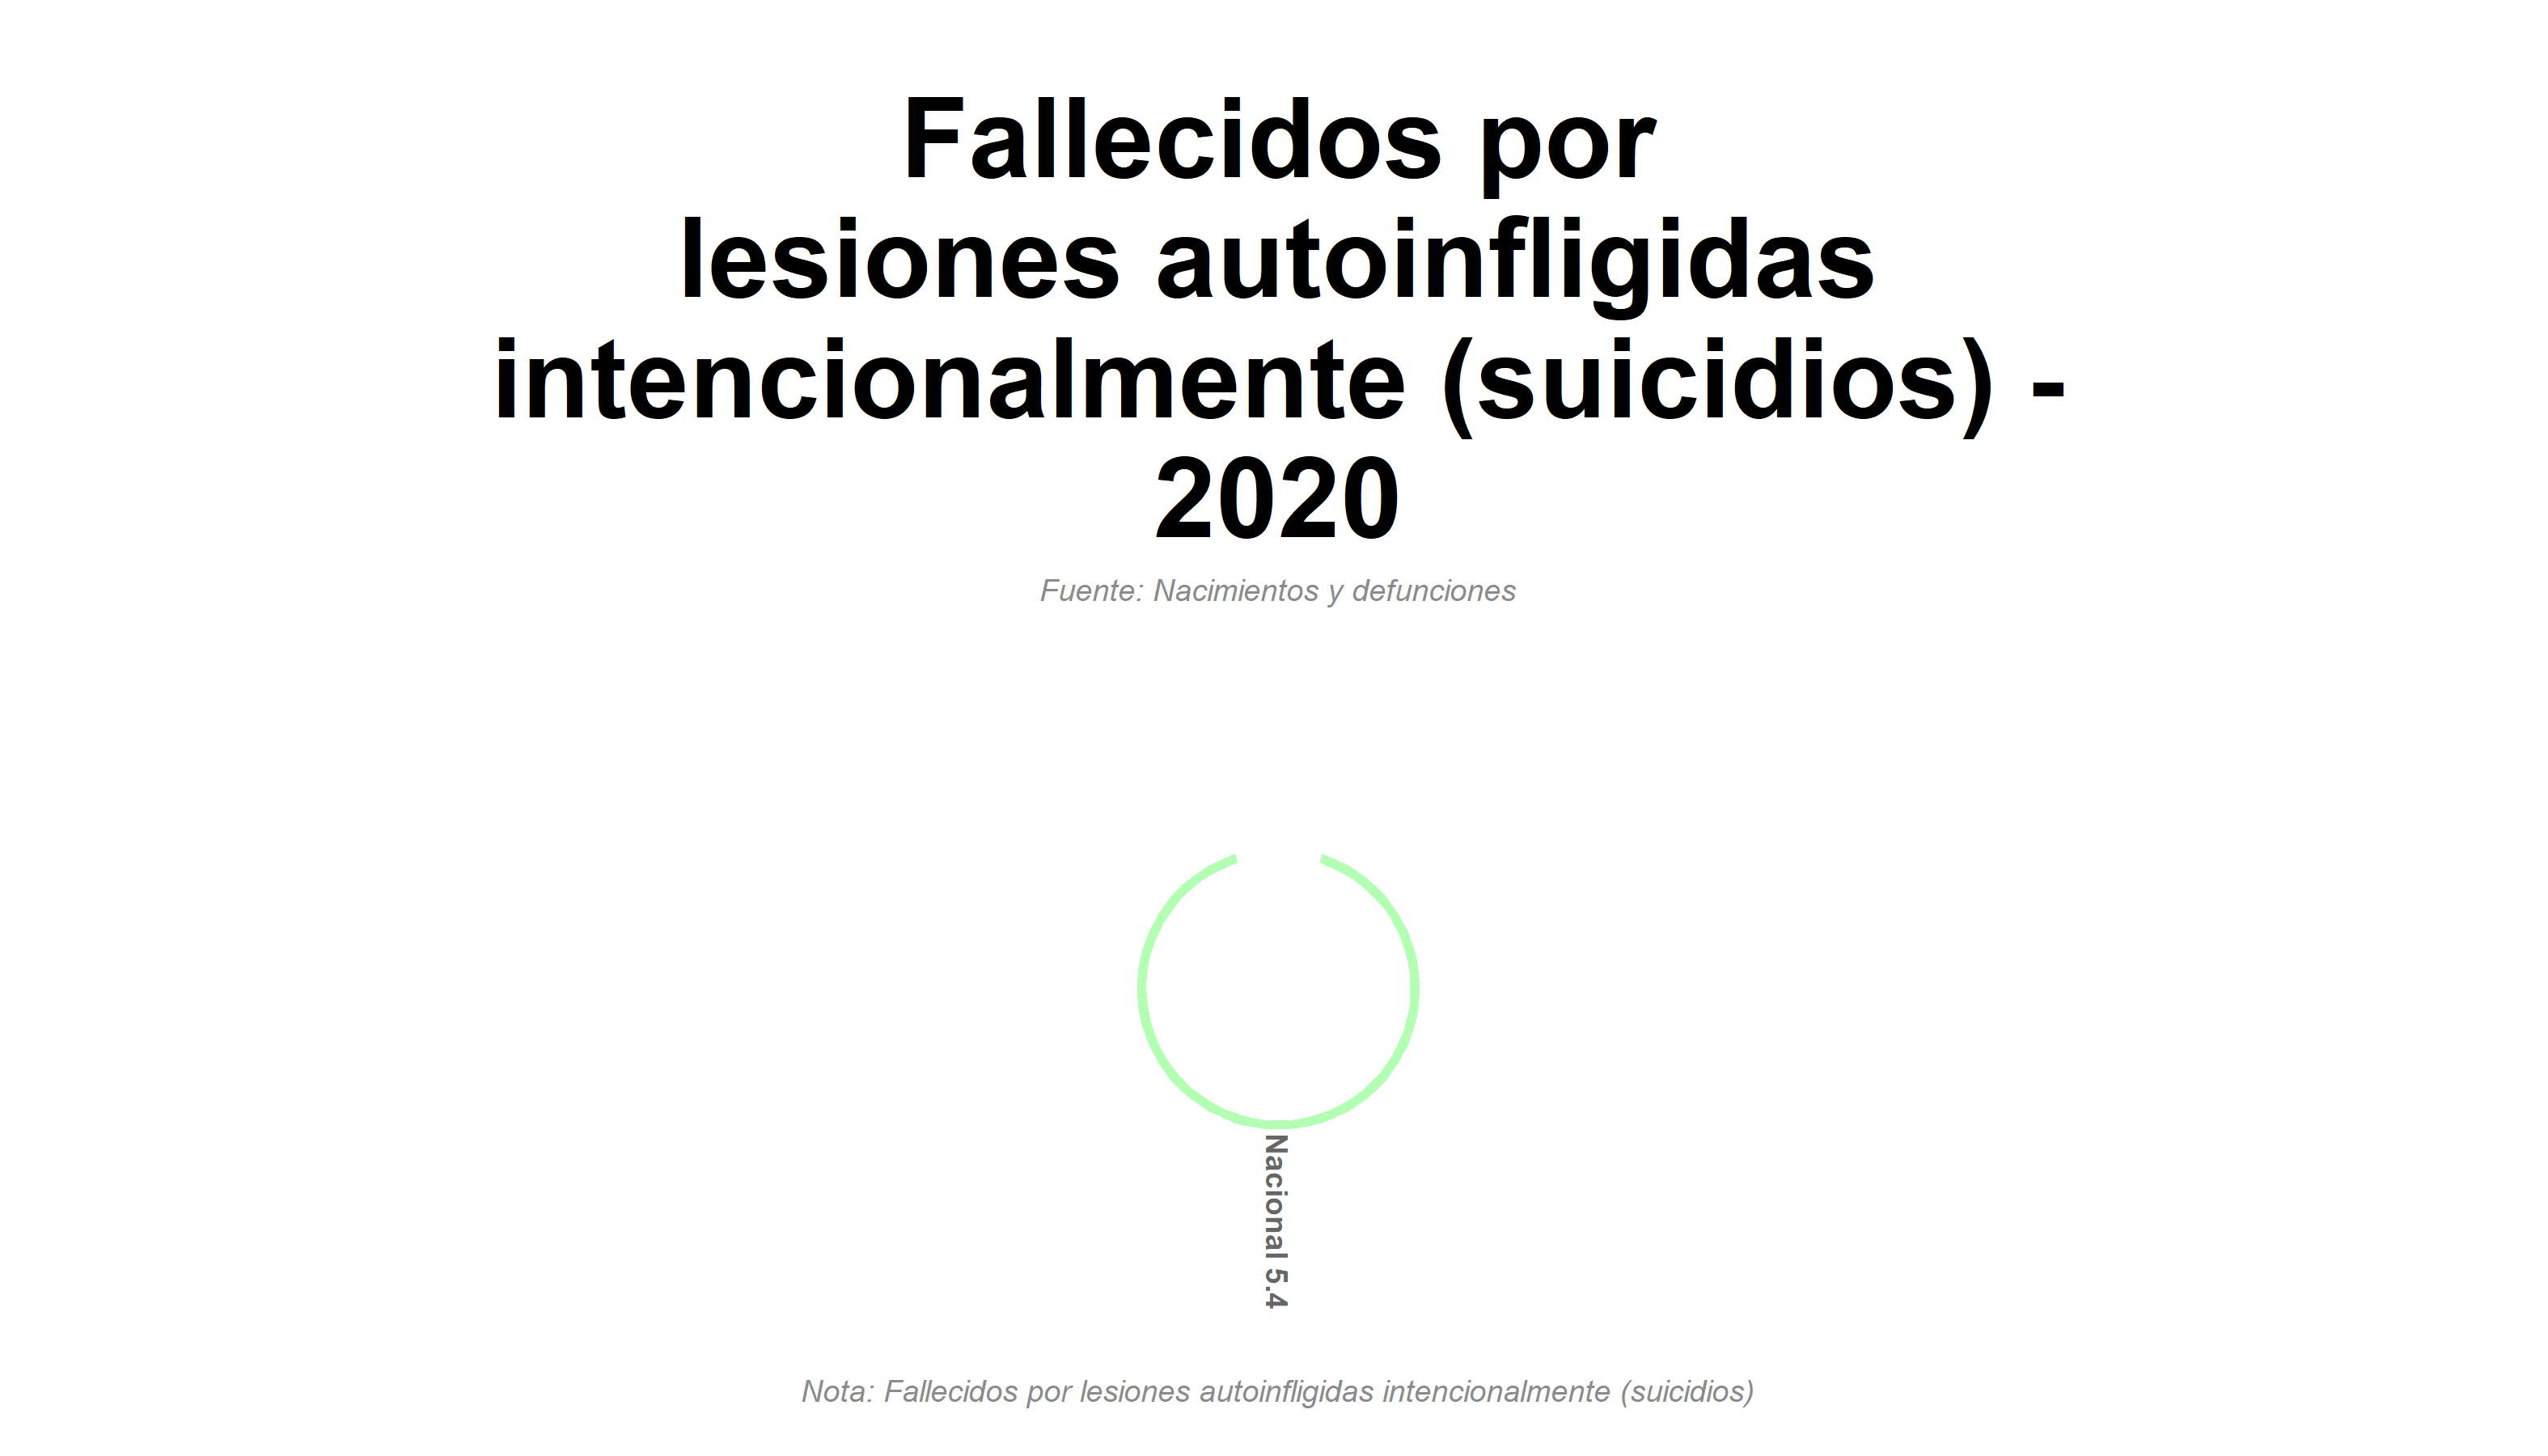 Fallecidos por
lesiones autoinfligidas
intencionalmente (suicidios) -
2020
Fuente: Nacimientos y defunciones
Nacional 5.4
Nota: Fallecidos por lesiones autoinfligidas intencionalmente (suicidios)